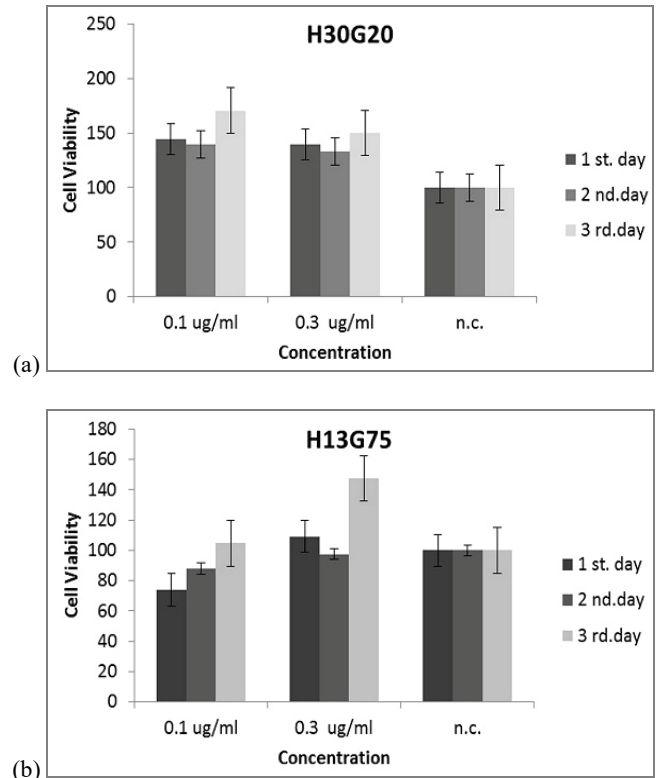 H30G20
250
200
150
100
50
0
Cell Viability
0.1 ug/ml 0.3 ug/ml n.c.
Concentration
1 st. day
2 nd.day
3 rd.day
(a)
H13G75
180
160
140
120
100
80
60
40
20
0
Cell Viability
0.1 ug/ml 0.3 ug/ml n.c.
Concentration
1 st. day
2 nd.day
3 rd.day
(b)